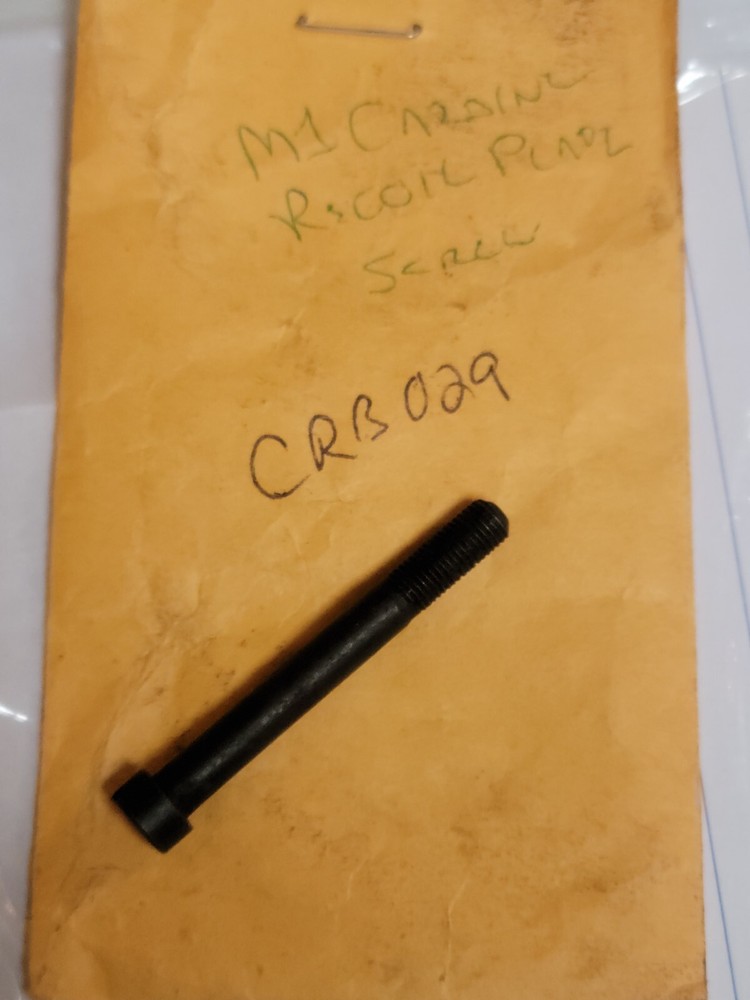 M1 CARBINE
RECOIL PLATE
SCREW
CRB029